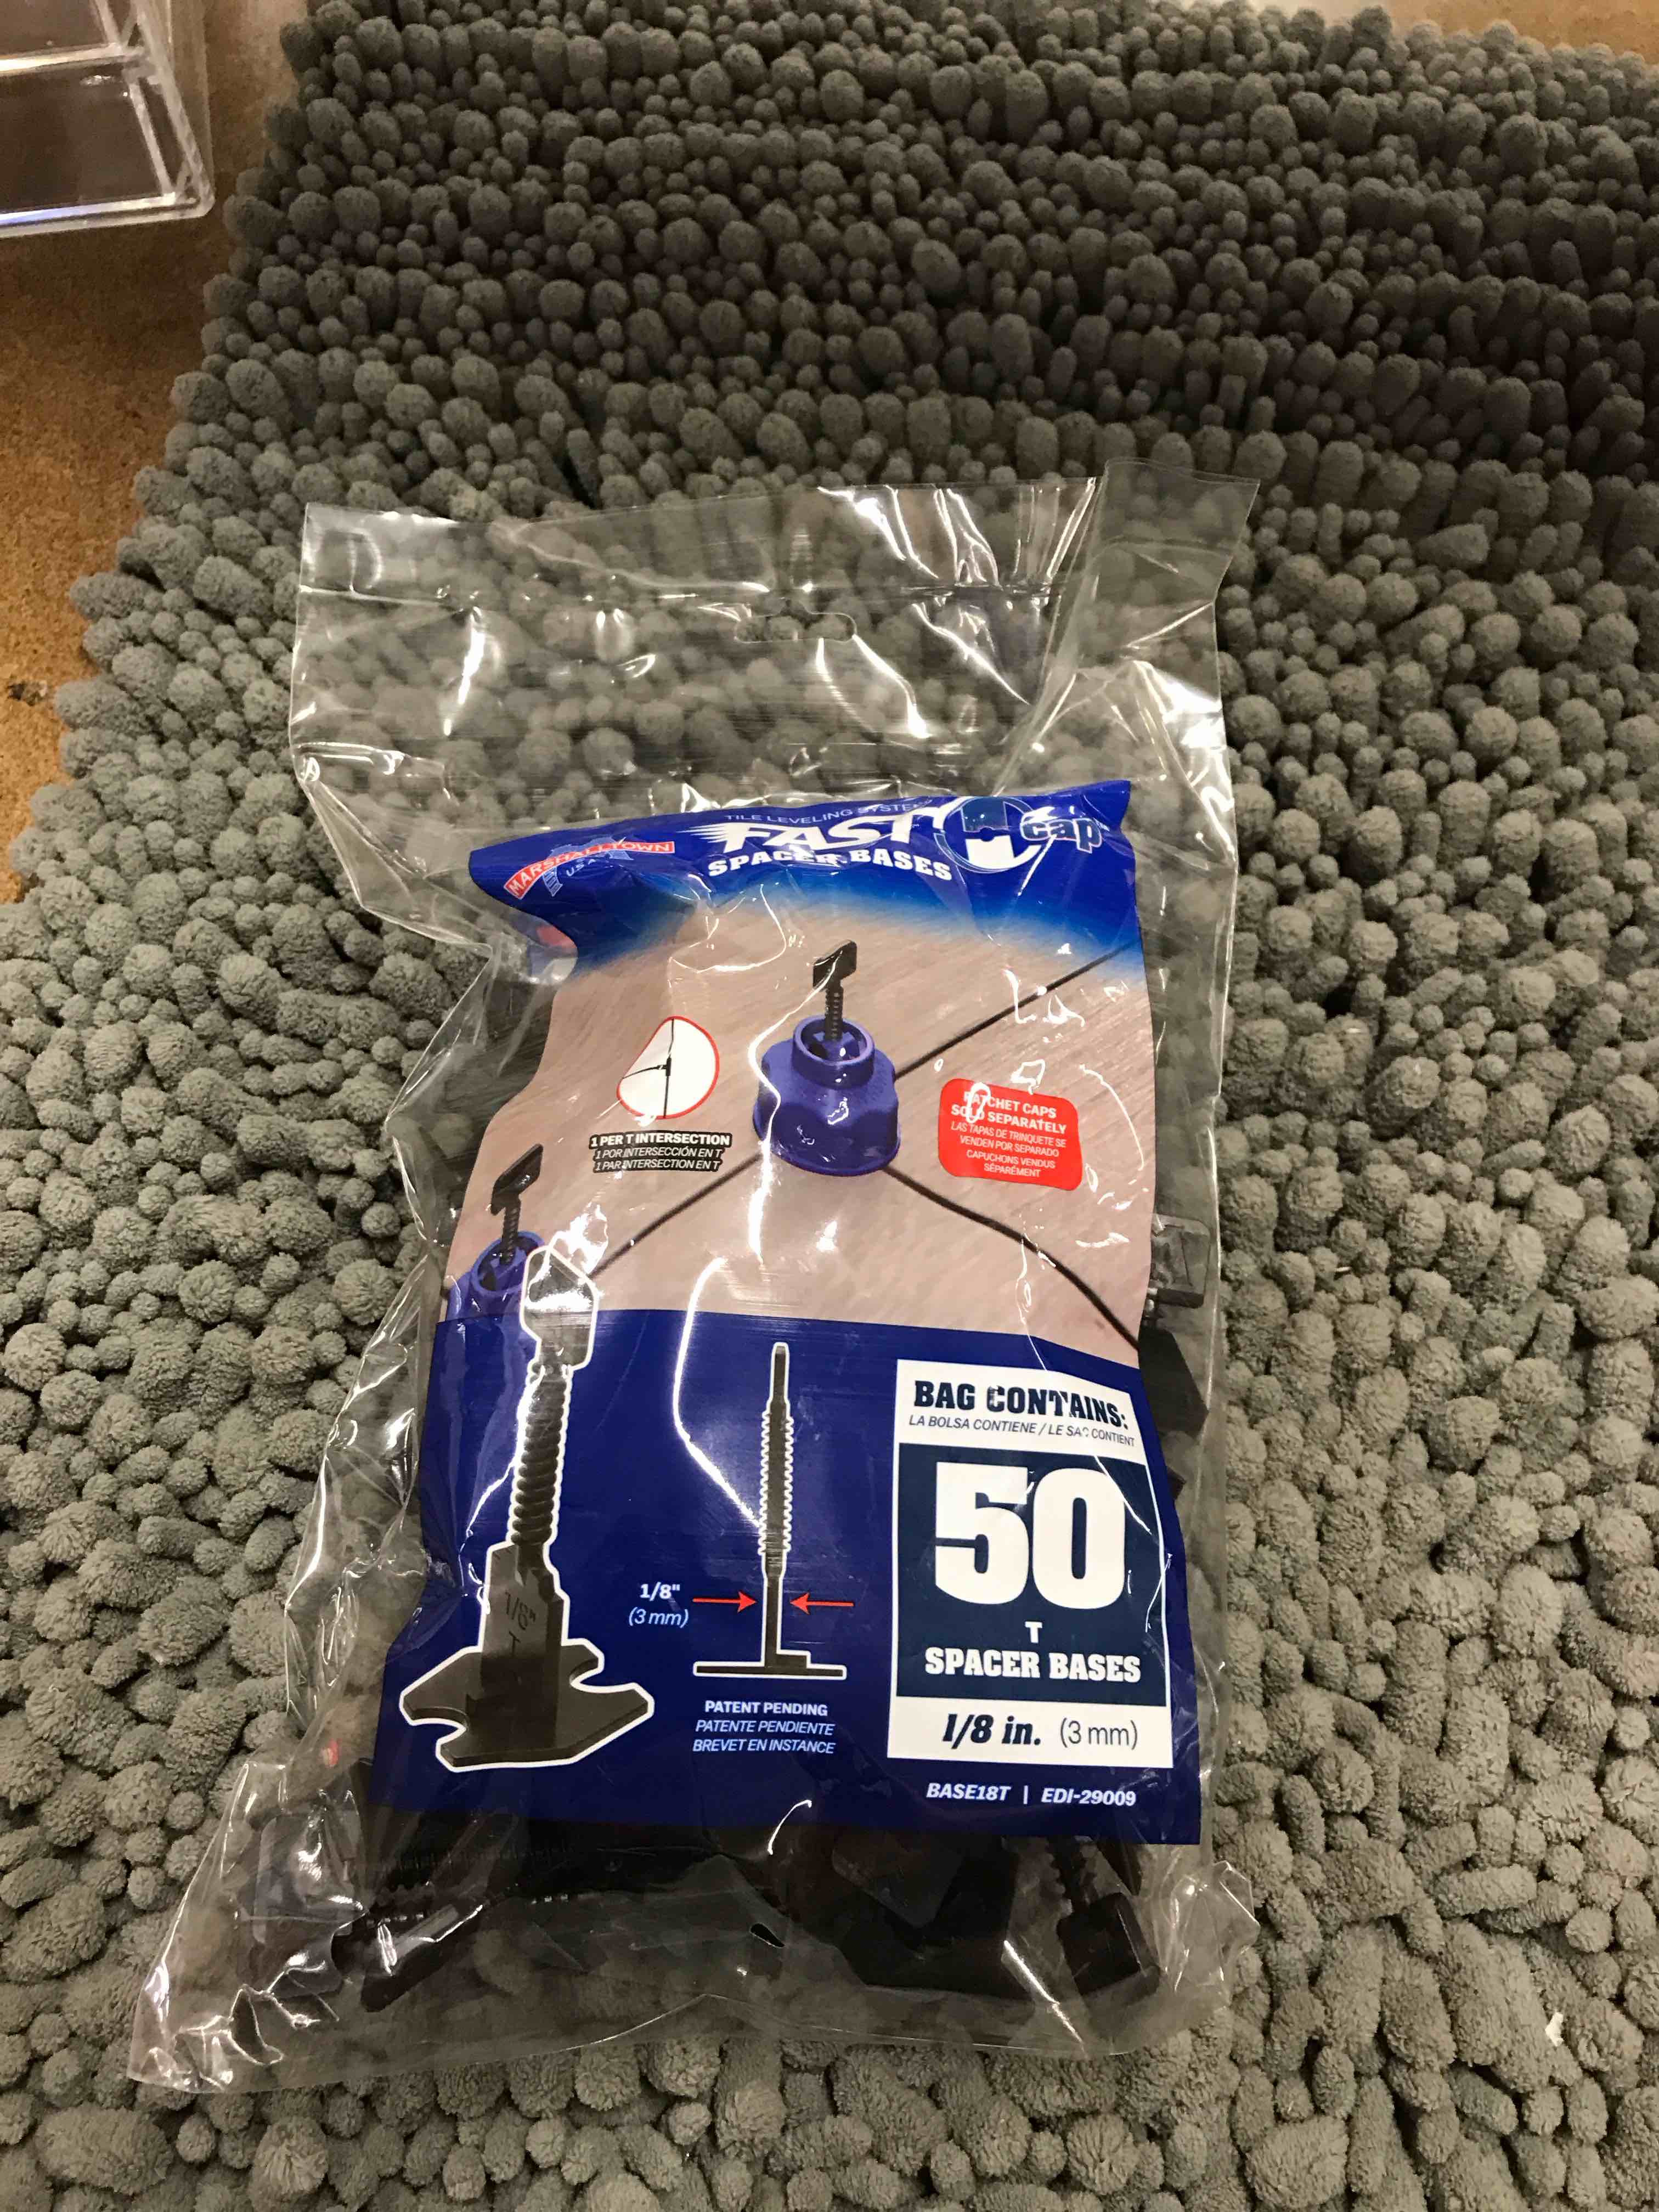 TILE LEVELING SYSTEM
MARSHALLTOWN
USA
FAST cap
SPACER BASES
1 PER T INTERSECTION
1 POR INTERSECCIÓN EN T
1 PAR INTERSECTION EN T
RATCHET CAPS
SOLD SEPARATELY
LAS TAPAS DE TRINQUETE SE
VENDEN POR SEPARADO
CAPUCHONS VENDUS
SÉPARÉMENT
BAG CONTAINS:
LA BOLSA CONTIENE / LE SAC CONTIENT
50
T
SPACER BASES
1/8 in. (3 mm)
1/8"
(3 mm)
1/8"
T
PATENT PENDING
PATENTE PENDIENTE
BREVET EN INSTANCE
BASE18T | EDI-29009